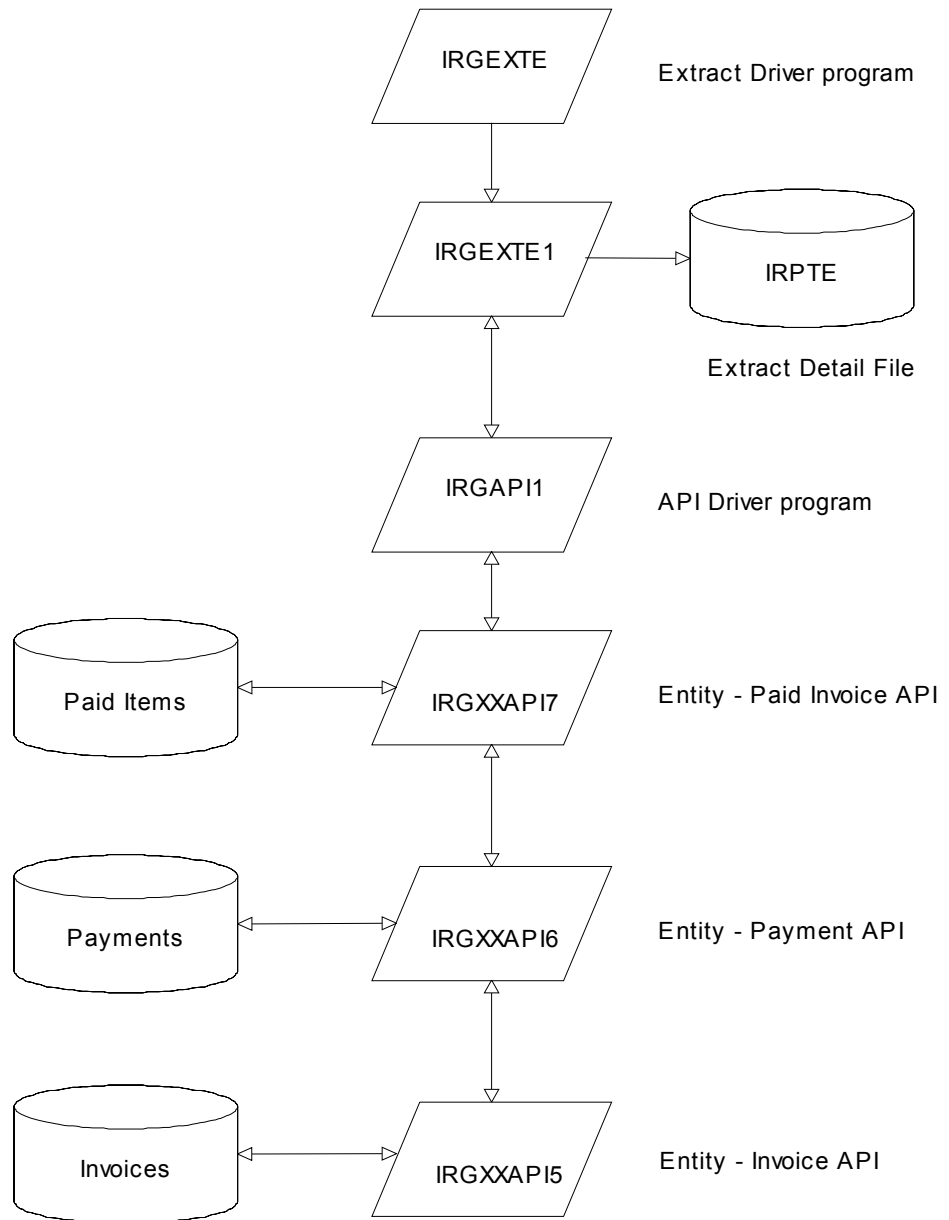 IRGEXTE
Extract Driver program
IRGEXTE1
IRPTE
Extract Detail File
IRGAPI1
API Driver program
Paid Items
IRGXXAPI7
Entity - Paid Invoice API
Payments
IRGXXAPI6
Entity - Payment API
Invoices
IRGXXAPI5
Entity - Invoice API